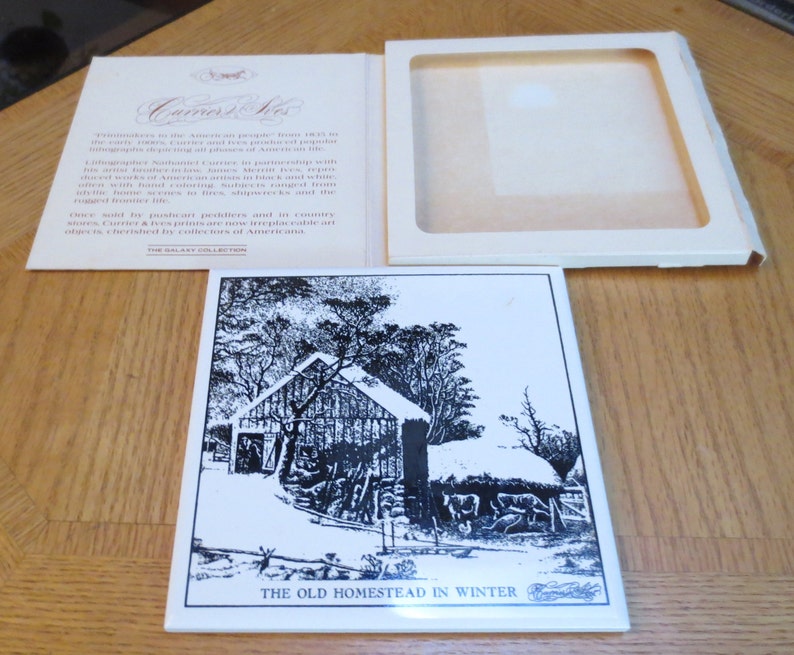 Currier & Ives
"Printmakers to the American people" from 1835 to
the early 1900's, Currier and Ives produced popular
lithographs depicting all phases of American life.
Lithographer Nathaniel Currier, in partnership with
his artist brother-in-law, James Merritt Ives, repro-
duced works of American artists in black and white,
often with hand coloring. Subjects ranged from
idyllic home scenes to fires, shipwrecks and the
rugged frontier life.
Once sold by pushcart peddlers and in country
stores, Currier & Ives prints are now irreplaceable art
objects, cherished by collectors of Americana.
THE GALAXY COLLECTION
THE OLD HOMESTEAD IN WINTER
Currier & Ives